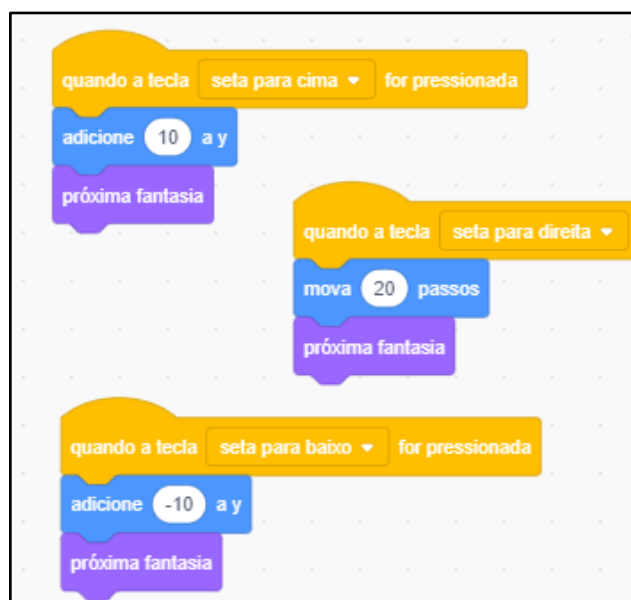 quando a tecla seta para cima for pressionada
adicione 10 a y
próxima fantasia
quando a tecla seta para direita
mova 20 passos
próxima fantasia
quando a tecla seta para baixo for pressionada
adicione -10 a y
próxima fantasia